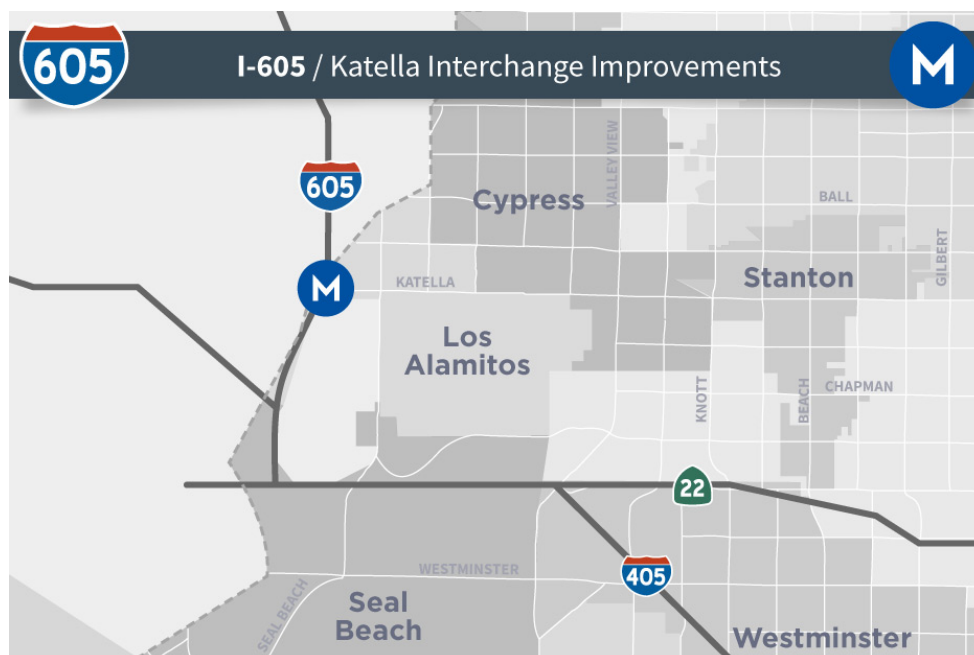 605
I-605 / Katella Interchange Improvements
M
605
VALLEY VIEW
Cypress
BALL
GILBERT
M
KATELLA
Stanton
Los
Alamitos
KNOTT
BEACH
CHAPMAN
22
WESTMINSTER
405
SEAL BEACH
Seal
Beach
Westminster